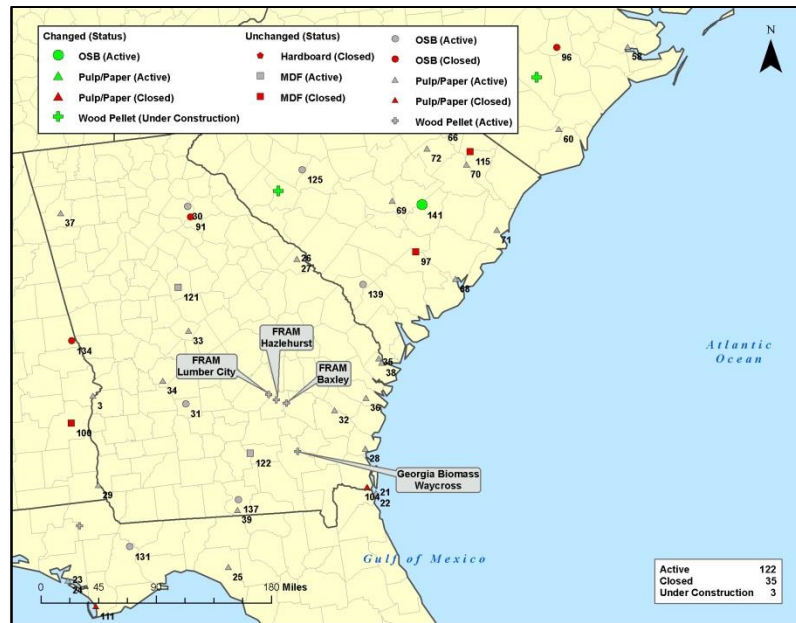 Changed (Status)
OSB (Active)
Pulp/Paper (Active)
Pulp/Paper (Closed)
Wood Pellet (Under Construction)
Unchanged (Status)
Hardboard (Closed)
MDF (Active)
MDF (Closed)
OSB (Active)
OSB (Closed)
Pulp/Paper (Active)
Pulp/Paper (Closed)
Wood Pellet (Active)
N
96
58
60
66
72
115
70
125
69
141
71
37
30
91
97
26
27
68
139
121
33
134
FRAM
Hazlehurst
FRAM
Lumber City
FRAM
Baxley
Atlantic
Ocean
35
38
34
3
31
32
36
100
28
122
Georgia Biomass
Waycross
29
104
21
22
137
39
131
25
23
24
111
Gulf of Mexico
0
45
90
180
Miles
Active 122
Closed 35
Under Construction 3